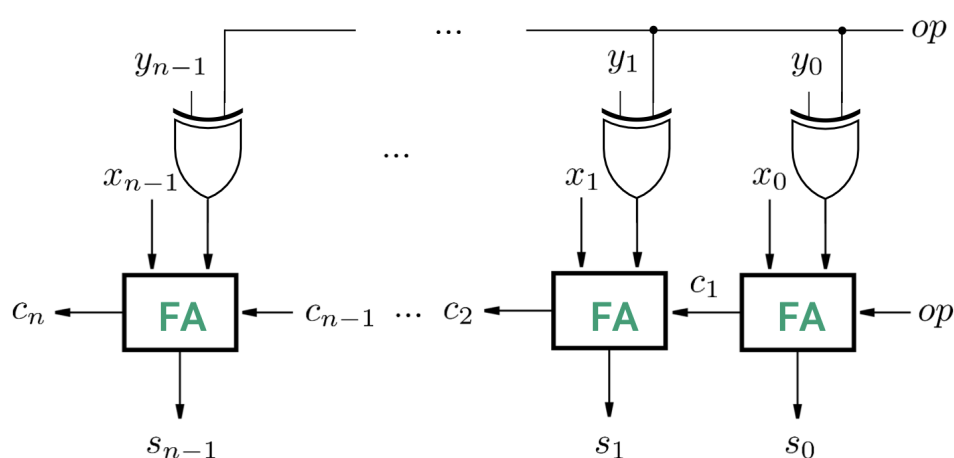 ... op
y_{n-1} y_1 y_0
...
x_{n-1} x_1 x_0
c_1
c_n FA c_{n-1} ... c_2 FA FA op
s_{n-1} s_1 s_0